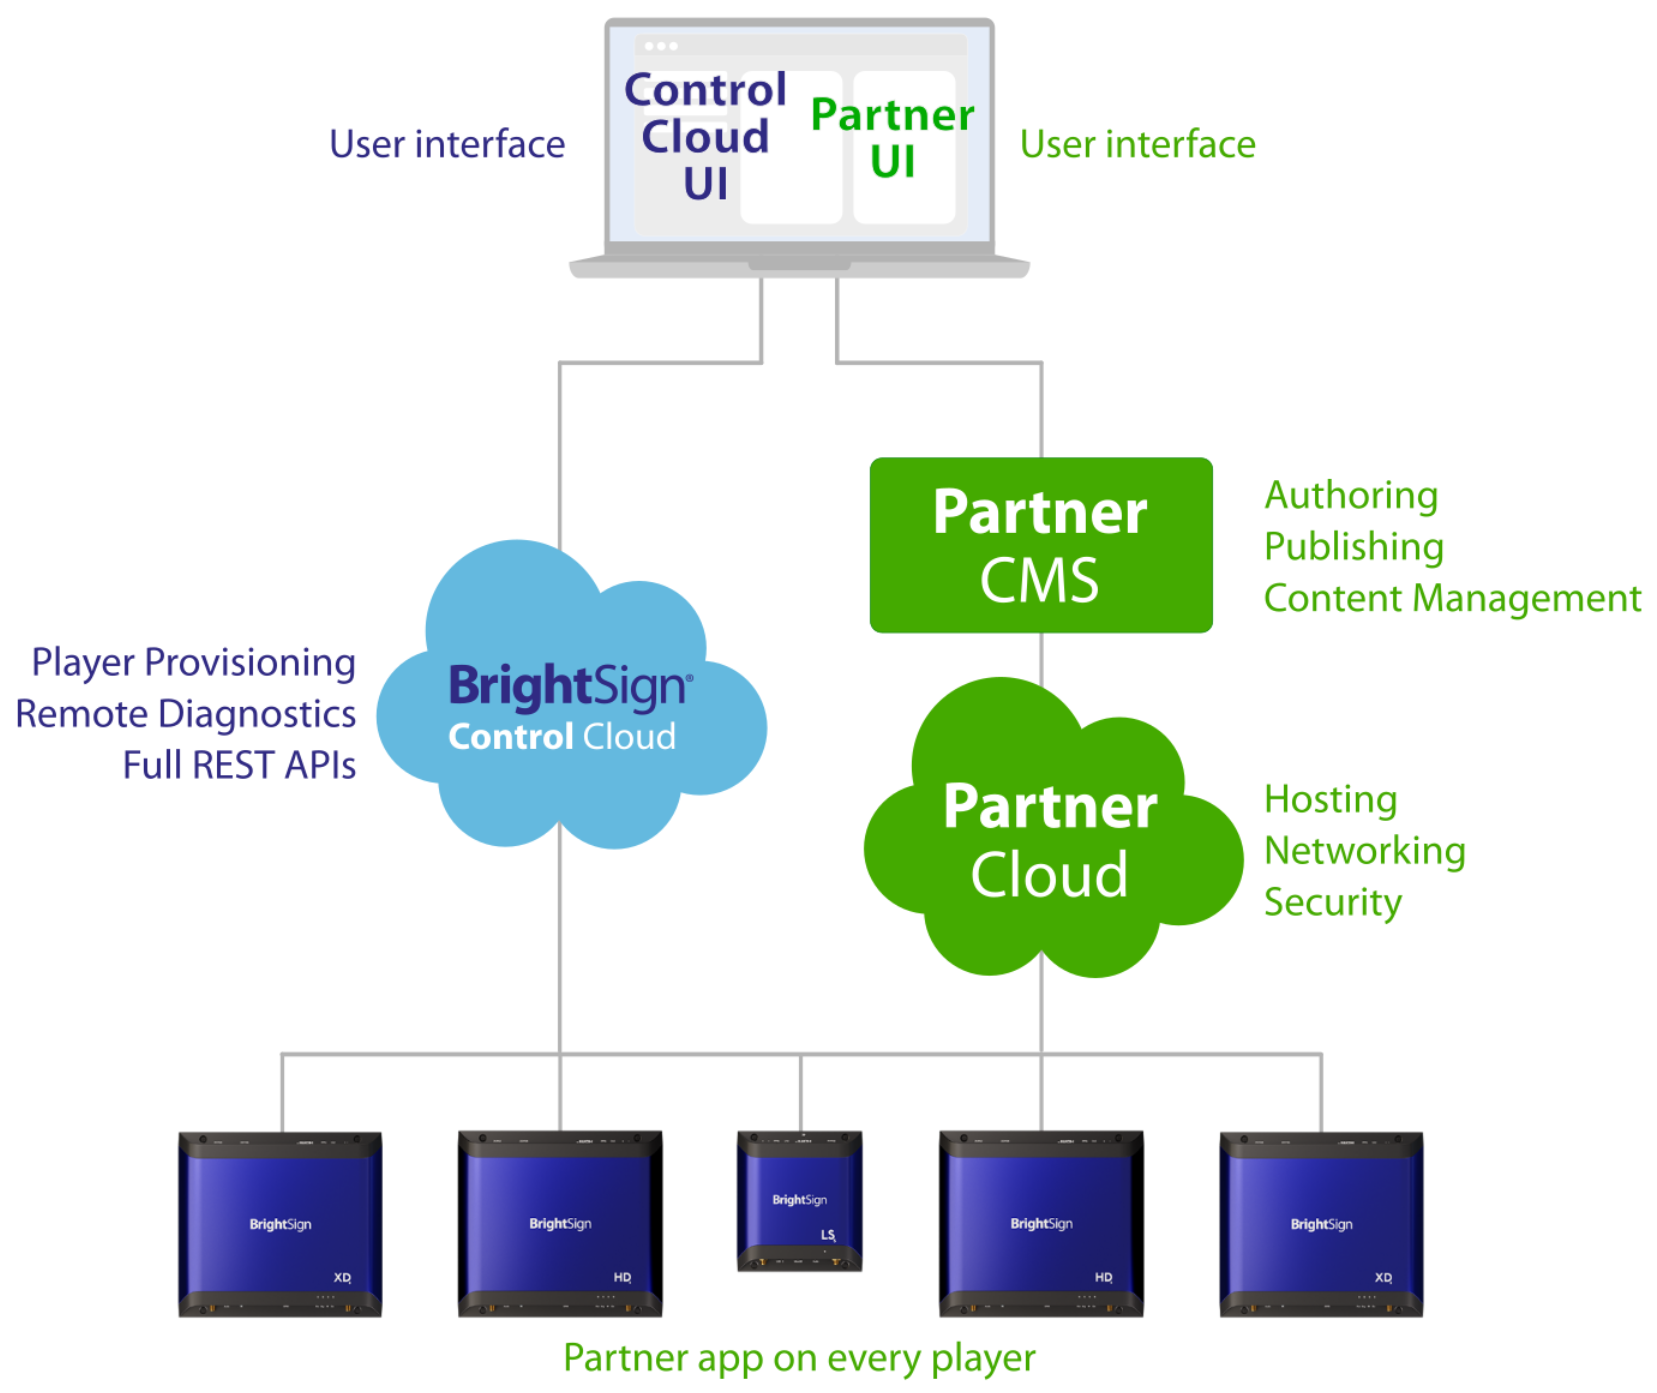 Control
Cloud
UI
Partner
UI
User interface
User interface
Partner
CMS
Authoring
Publishing
Content Management
Player Provisioning
Remote Diagnostics
Full REST APIs
BrightSign®
Control Cloud
Partner
Cloud
Hosting
Networking
Security
BrightSign
XD
BrightSign
HD
BrightSign
LS
BrightSign
HD
BrightSign
XD
Partner app on every player